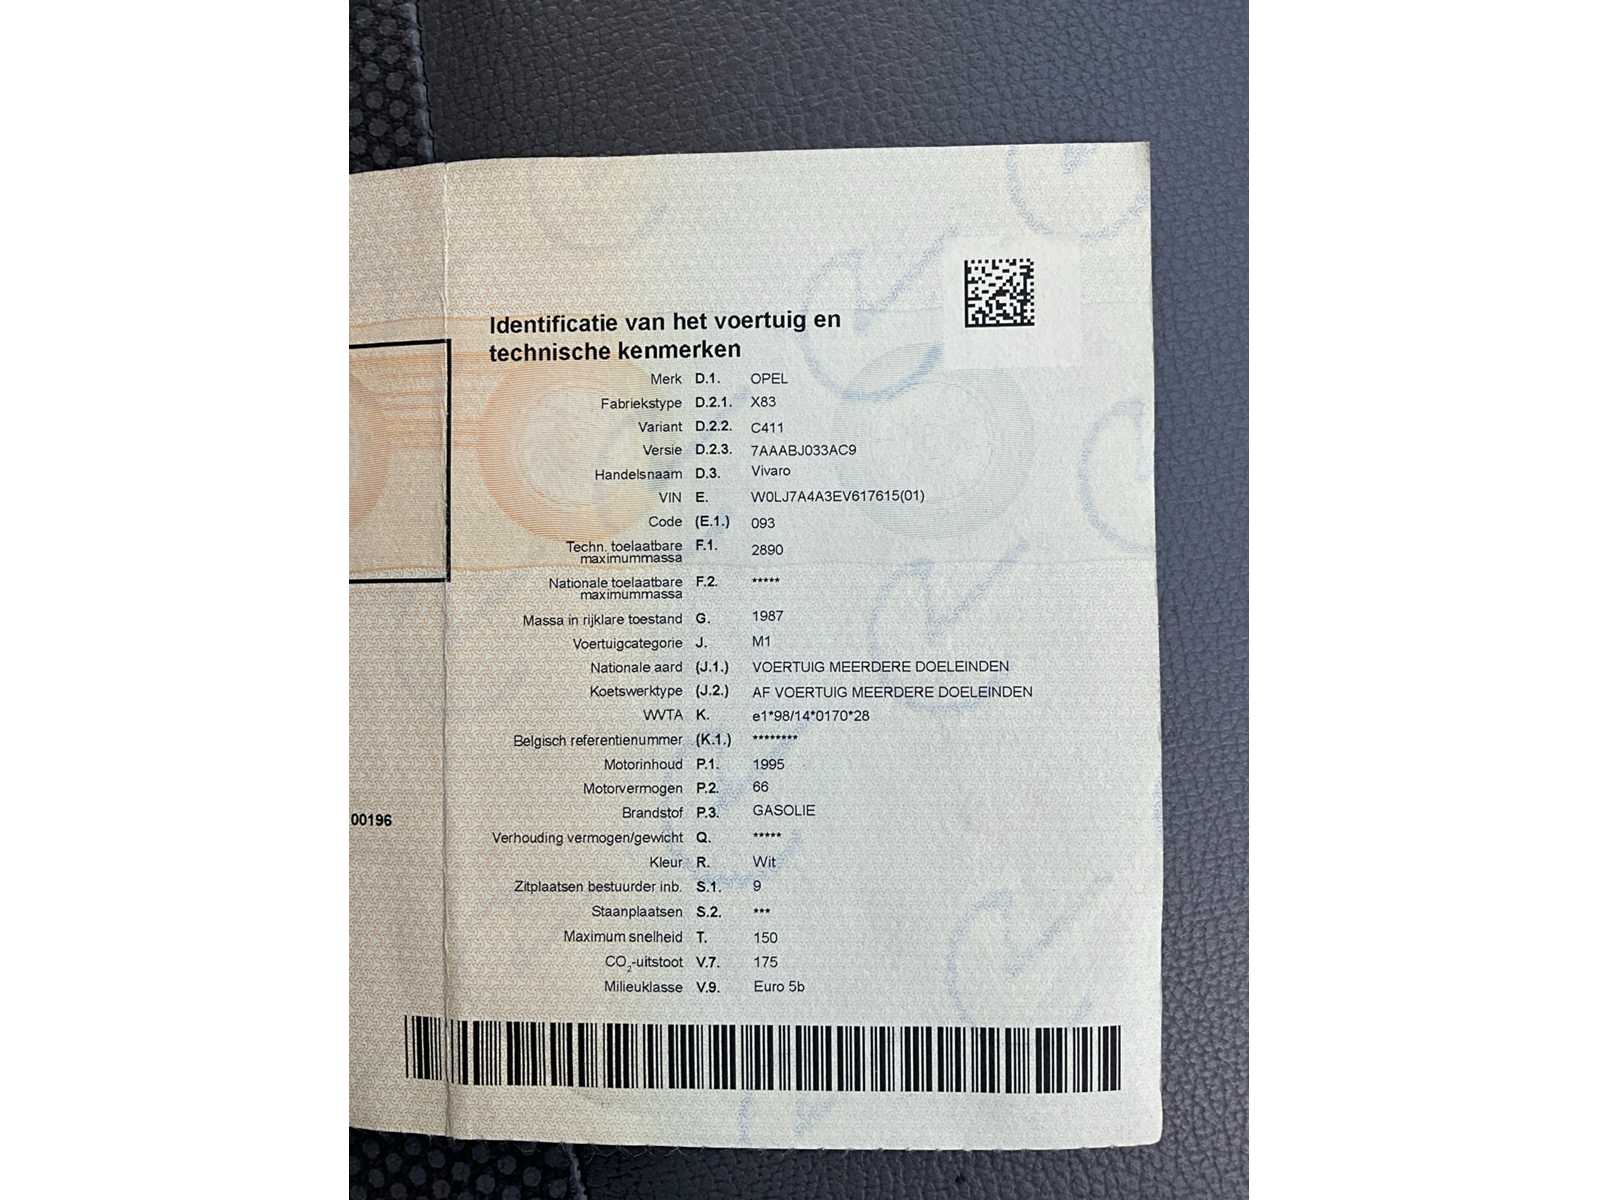 Identificatie van het voertuig en
technische kenmerken
Merk D.1. OPEL
Fabriekstype D.2.1. X83
Variant D.2.2. C411
Versie D.2.3. 7AAABJ033AC9
Handelsnaam D.3. Vivaro
VIN E. W0LJ7A4A3EV617615(01)
Code (E.1.) 093
Techn. toelaatbare F.1. 2890
maximummassa
Nationale toelaatbare F.2. *****
maximummassa
Massa in rijklare toestand G. 1987
Voertuigcategorie J. M1
Nationale aard (J.1.) VOERTUIG MEERDERE DOELEINDEN
Koetswerktype (J.2.) AF VOERTUIG MEERDERE DOELEINDEN
WVTA K. e1*98/14*0170*28
Belgisch referentienummer (K.1.) ********
Motorinhoud P.1. 1995
Motorvermogen P.2. 66
Brandstof P.3. GASOLIE
00196
Verhouding vermogen/gewicht Q. *****
Kleur R. Wit
Zitplaatsen bestuurder inb. S.1. 9
Staanplaatsen S.2. ***
Maximum snelheid T. 150
CO2-uitstoot V.7. 175
Milieuklasse V.9. Euro 5b